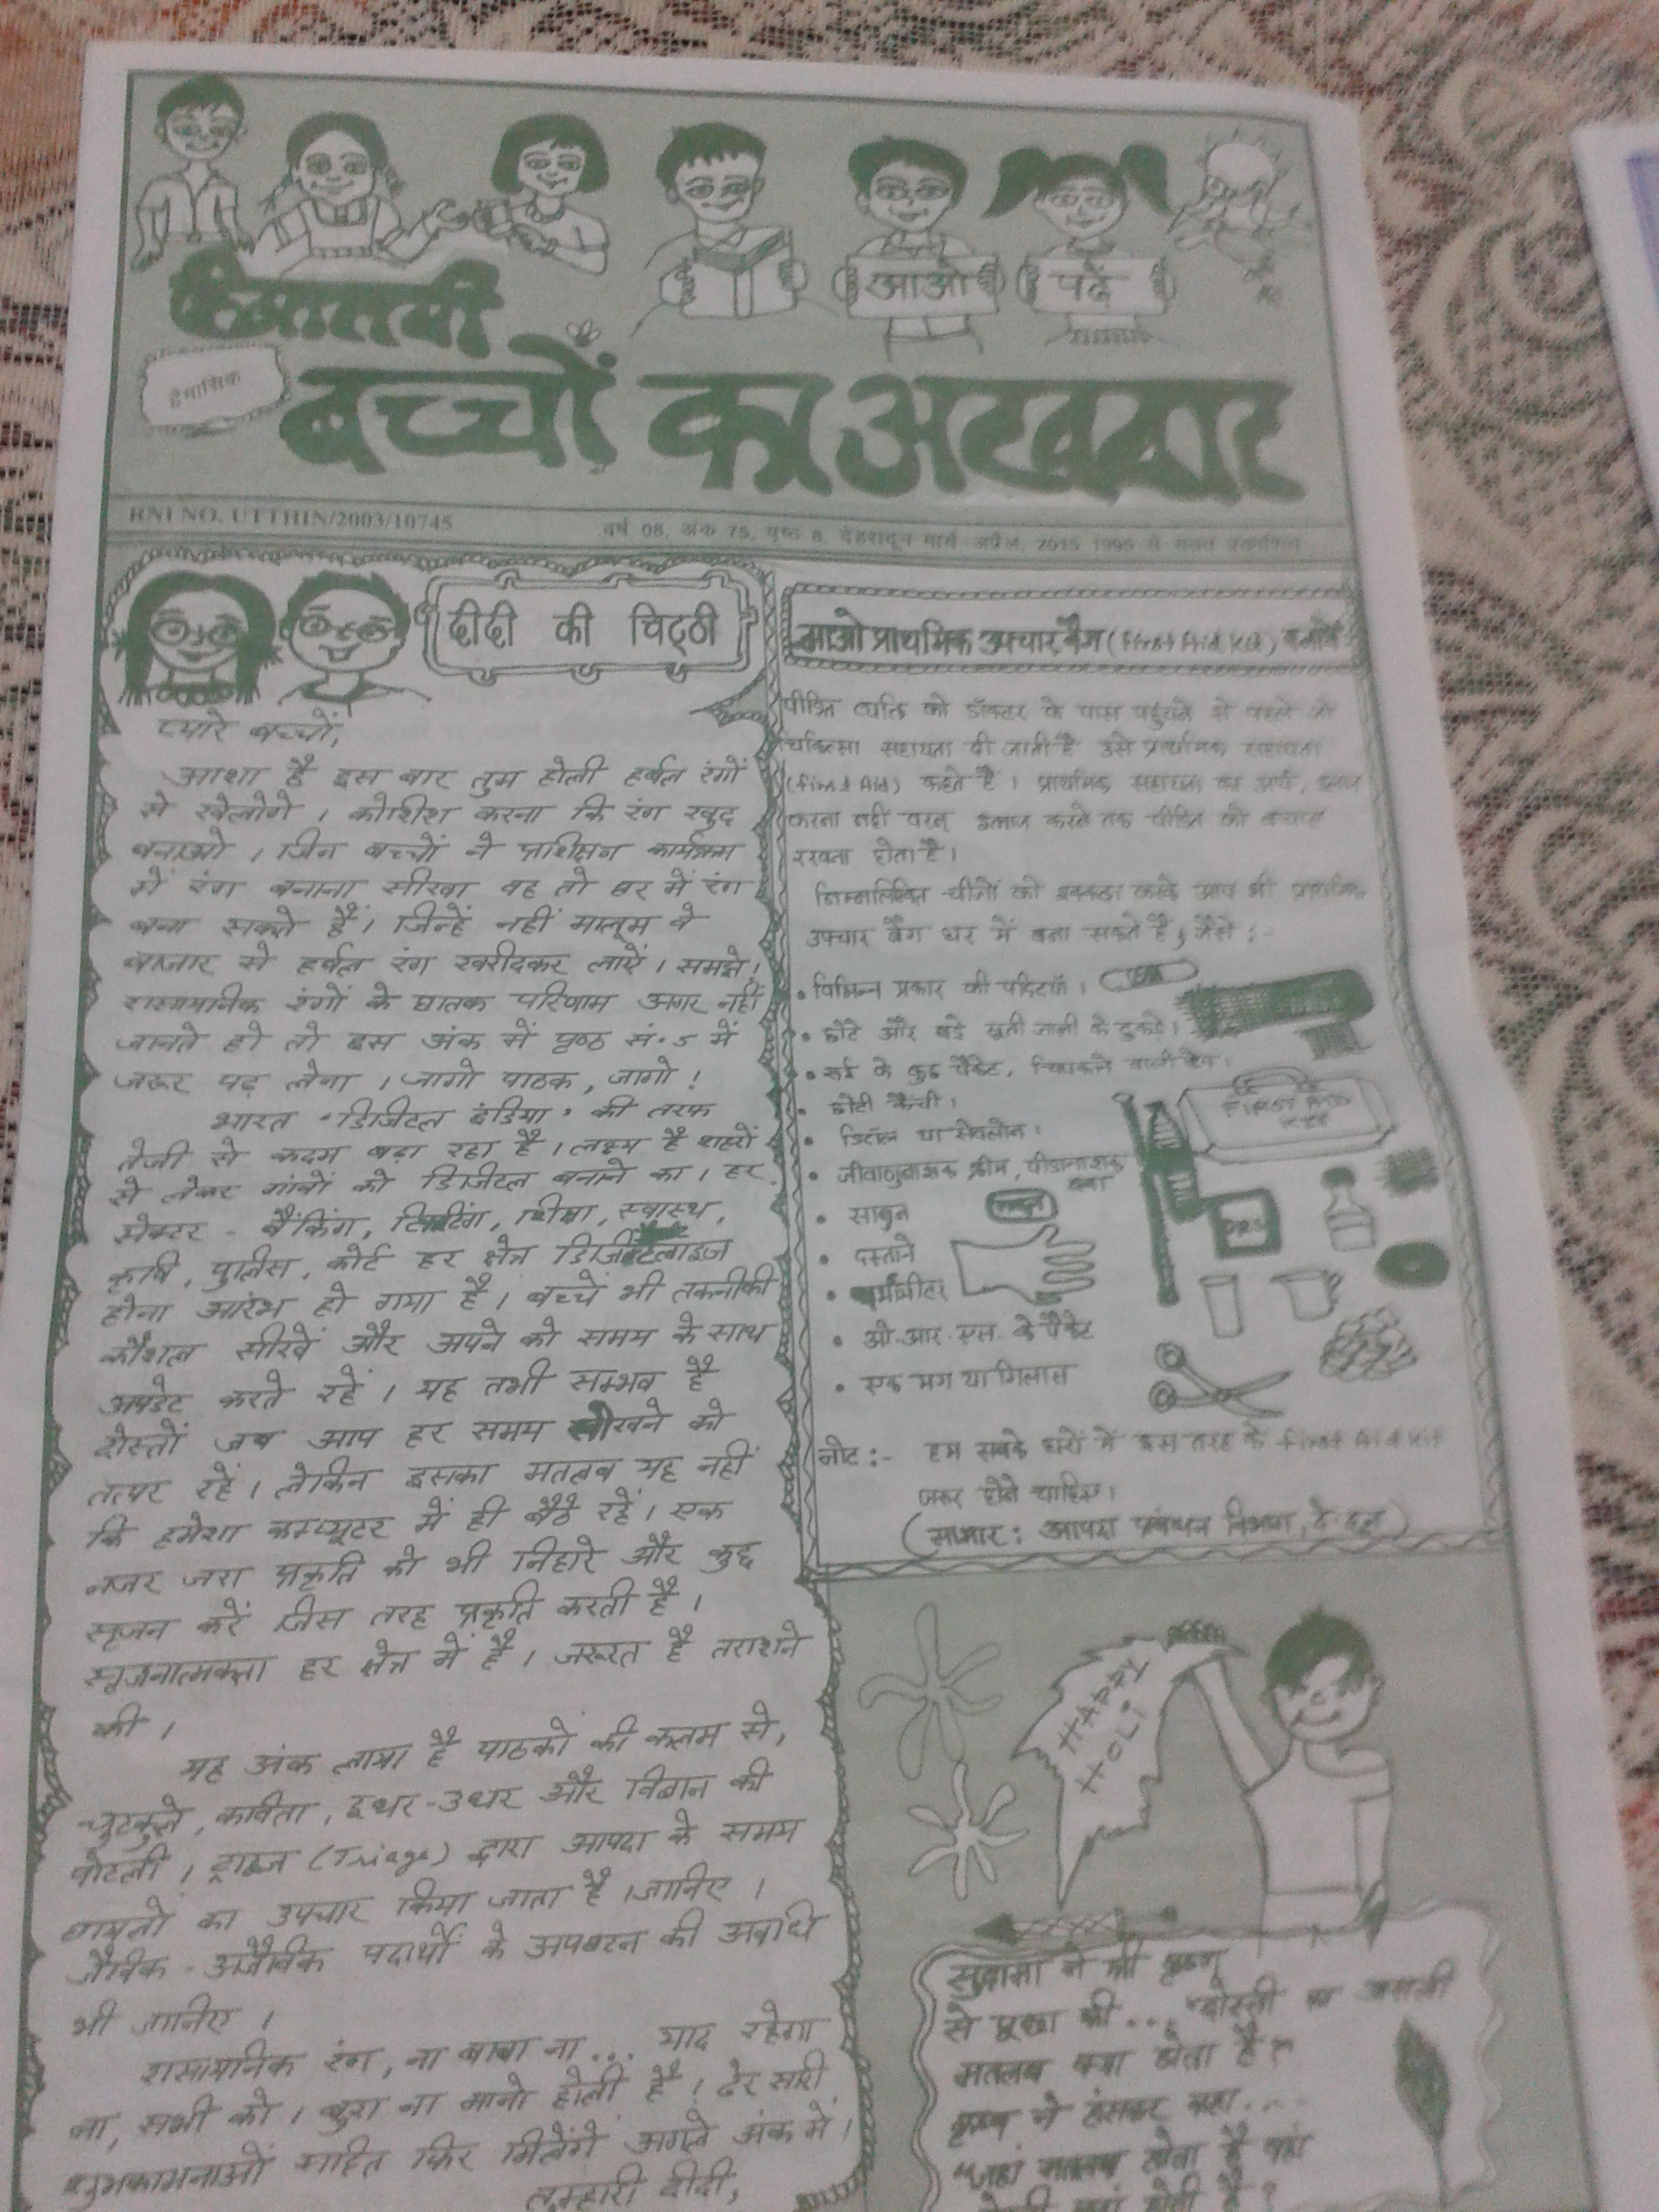 आओ
पढ़ें
बच्चों का अखबार
RNI NO. UTTHIN/2003/10745
वर्ष 08, अंक 75, पृष्ठ 8, देहरादून मार्च अप्रैल, 2015 1996 से सतत प्रकाशित
दीदी की चिट्ठी
प्यारे बच्चों,
आशा है इस बार तुम होली हर्बल रंगों
से खेलोगे । कोशिश करना कि रंग खुद
बनाओ । जिन बच्चों ने प्रशिक्षण कार्यक्रम
में रंग बनाना सीखा वह तो घर में रंग
बना सकते हैं । जिन्हें नहीं मालूम वे
बाजार से हर्बल रंग खरीदकर लाऐं । समझे!
रासायनिक रंगों के घातक परिणाम अगर नहीं
जानते हो तो इस अंक में पृष्ठ सं. 5 में
जरूर पढ़ लेना । जागो पाठक, जागो !
भारत 'डिजिटल इंडिया' की तरफ
तेजी से कदम बढ़ा रहा है । लक्ष्य है शहरों
से लेकर गांवों को डिजिटल बनाने का । हर
सेक्टर - बैंकिंग, शिक्षा, स्वास्थ,
कृषि, पुलिस, कोर्ट हर क्षेत्र डिजिटलाइज
होना आरंभ हो गया है । बच्चें भी तकनीकी
कौशल सीखें और अपने को समय के साथ
अपडेट करते रहें । यह तभी सम्भव है
दोस्तों जब आप हर समय सीखने को
तत्पर रहें । लेकिन इसका मतलब यह नहीं
कि हमेशा कम्प्यूटर में ही बैठे रहें । एक
नजर जरा प्रकृति को भी निहारे और कुछ
सृजन करें जिस तरह प्रकृति करती है ।
सृजनात्मकता हर क्षेत्र में है । जरूरत है तराशने
की ।
यह अंक लाया है पाठकों की कलम से,
चुटकुले, कविता, इधर-उधर और विज्ञान की
पोटली । ट्राइज (Triage) द्वारा आपदा के समय
घायलों का उपचार किया जाता है । जानिए ।
जैविक - अजैविक पदार्थों के अपघटन की अवधि
भी जानिए ।
रासायनिक रंग, ना बाबा ना... याद रहेगा
ना, सभी को । बुरा ना मानो होली है । ढेर सारी
शुभकामनाओं सहित फिर मिलेंगे अगले अंक में ।
तुम्हारी दीदी,
आओ प्राथमिक उपचार बैग (First Aid Kit) बनायें
पीड़ित व्यक्ति को डॉक्टर के पास पहुंचने से पहले जो
चिकित्सा सहायता दी जाती है उसे प्राथमिक सहायता
(First Aid) कहते है । प्राथमिक सहायता का अर्थ, इलाज
करना नहीं वरन् इलाज करने तक पीड़ित को बचाए
रखना होता है ।
निम्नलिखित चीजों को इकठ्ठा करके आप भी प्राथमिक
उपचार बैग घर में बना सकते है, जैसे :-
• विभिन्न प्रकार की पट्टियाँ ।
• छोटे और बड़े सूती जाली के टुकड़े ।
• रूई के कुछ पैकेट, चिपकने वाली टेप ।
• छोटी कैंची ।
• डिटॉल या सेवलोन ।
• जीवाणुनाशक क्रीम, पीड़ानाशक
दवा
• साबुन
• दस्ताने
• थर्मामीटर
• ओ.आर.एस. के पैकेट
• एक मग या गिलास
FIRST AID
KIT
ORS
नोट :- हम सबके घरों में इस तरह के First Aid Kit
जरूर होने चाहिए ।
(साभार : आपदा प्रबंधन विभाग, दे.दून)
HAPPY
HOLI
सुदामा ने श्री कृष्ण
से पूछा की... "दोस्ती का असली
मतलब क्या होता है?"
कृष्ण ने हंसकर कहा....
"जहां मतलब होता है वहां